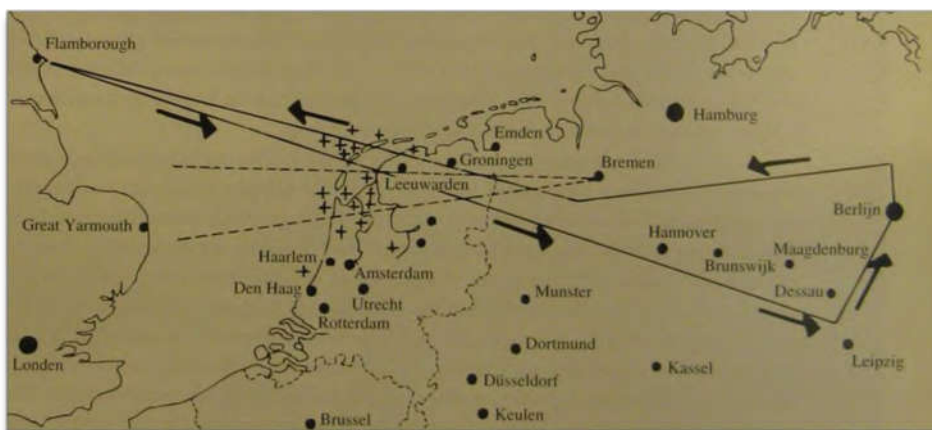 Flamborough
Hamburg
Emden
Groningen
Bremen
Leeuwarden
Berlijn
Great Yarmouth
Hannover
Maagdenburg
Brunswijk
Haarlem
Amsterdam
Den Haag
Utrecht
Dessau
Munster
Rotterdam
Londen
Dortmund
Leipzig
Kassel
Düsseldorf
Brussel
Keulen